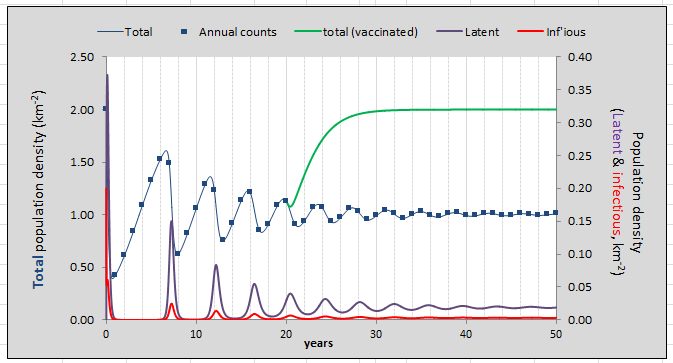 Total Annual counts total (vaccinated) Latent Inf'ious
2.50
2.00
1.50
1.00
0.50
0.00
Total population density (km-2)
0.40
0.35
0.30
0.25
0.20
0.15
0.10
0.05
0.00
Population density
(Latent & infectious, km-2)
0 10 20 30 40 50
years